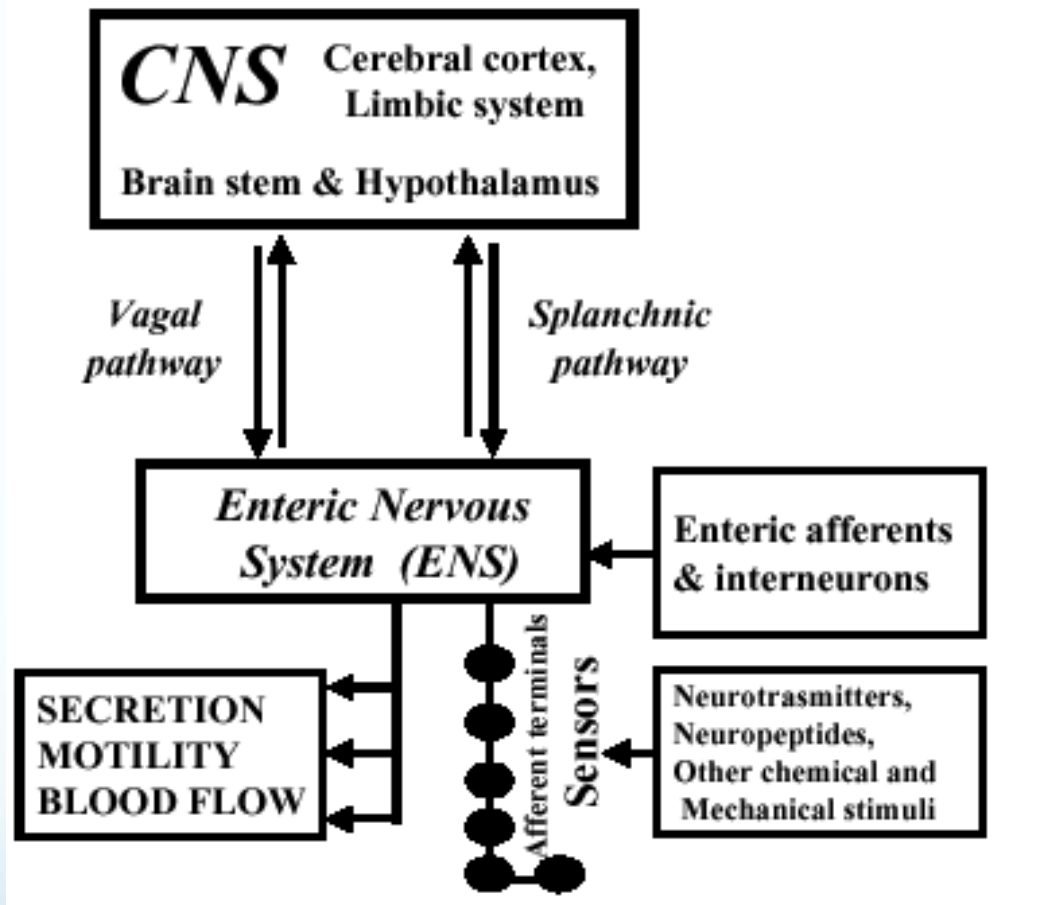 CNS Cerebral cortex,
Limbic system
Brain stem & Hypothalamus
Vagal
pathway
Splanchnic
pathway
Enteric Nervous
System (ENS)
Enteric afferents
& interneurons
SECRETION
MOTILITY
BLOOD FLOW
Afferent terminals
Sensors
Neurotrasmitters,
Neuropeptides,
Other chemical and
Mechanical stimuli